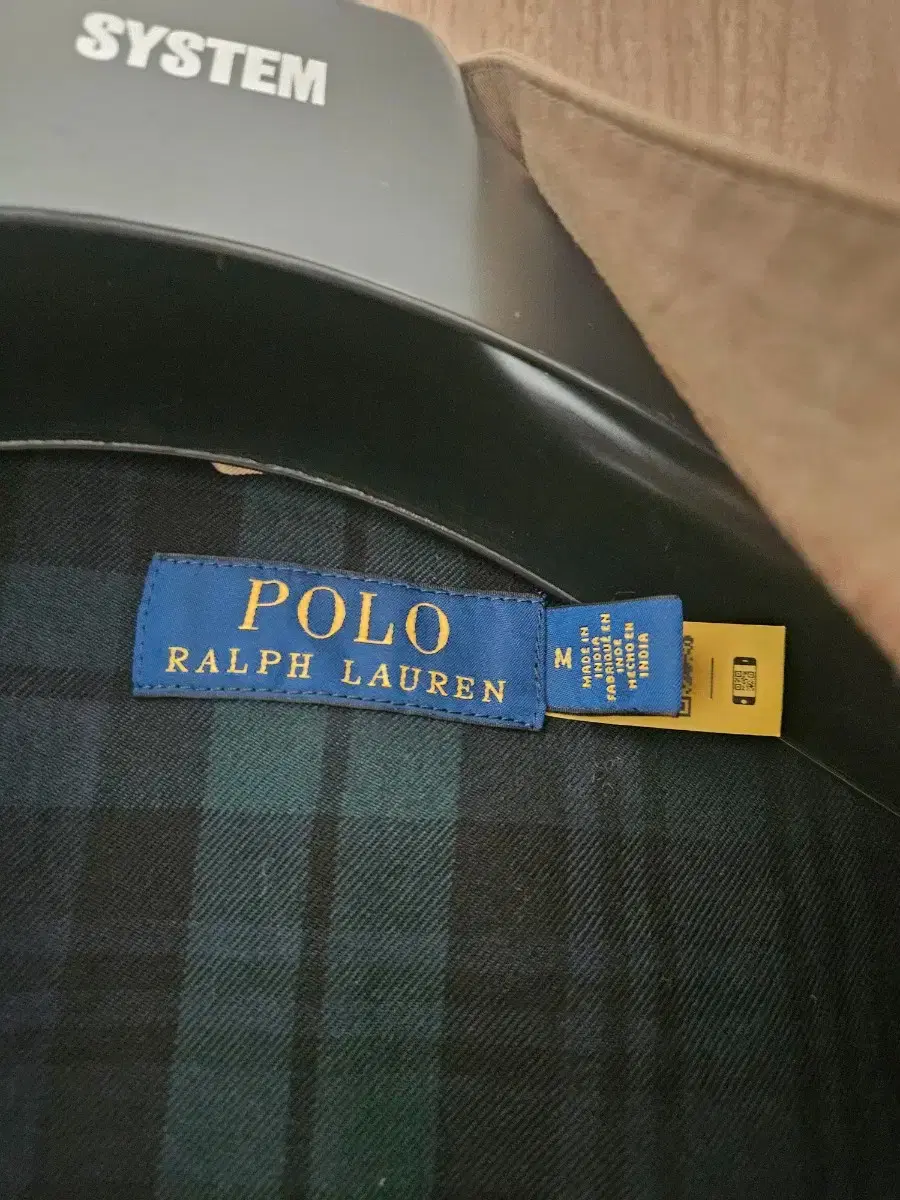 SYSTEM
POLO
RALPH LAUREN
M
MADE IN
INDIA
FABRIQUÉ EN
INDE
HECHO EN
INDIA